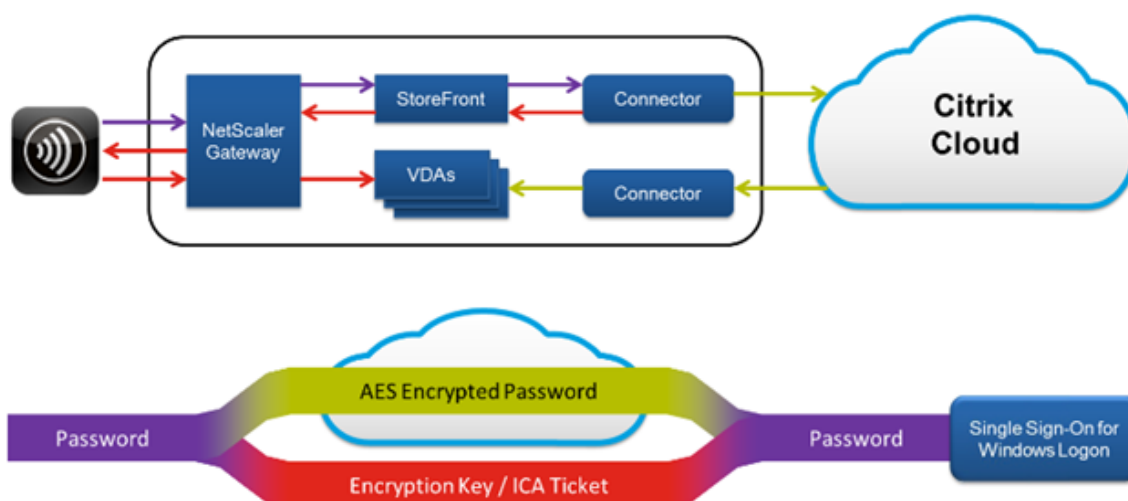 NetScaler
Gateway
StoreFront
Connector
Citrix
Cloud
VDAs
Connector
AES Encrypted Password
Password
Password
Single Sign-On for
Windows Logon
Encryption Key / ICA Ticket